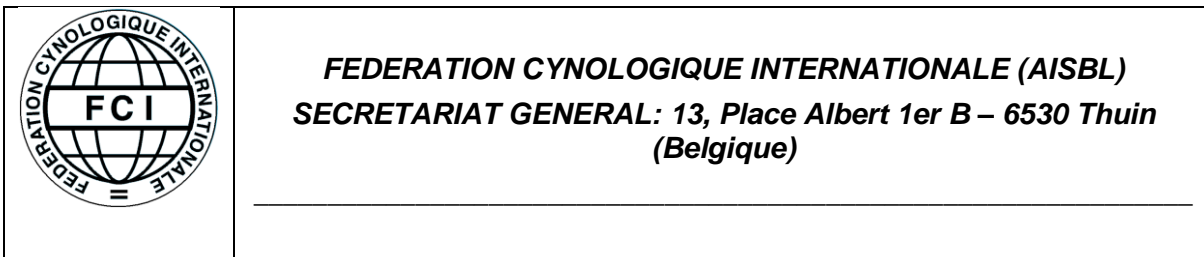 FEDERATION CYNOLOGIQUE INTERNATIONALE
FCI
FEDERATION CYNOLOGIQUE INTERNATIONALE (AISBL)
SECRETARIAT GENERAL: 13, Place Albert 1er B – 6530 Thuin
(Belgique)